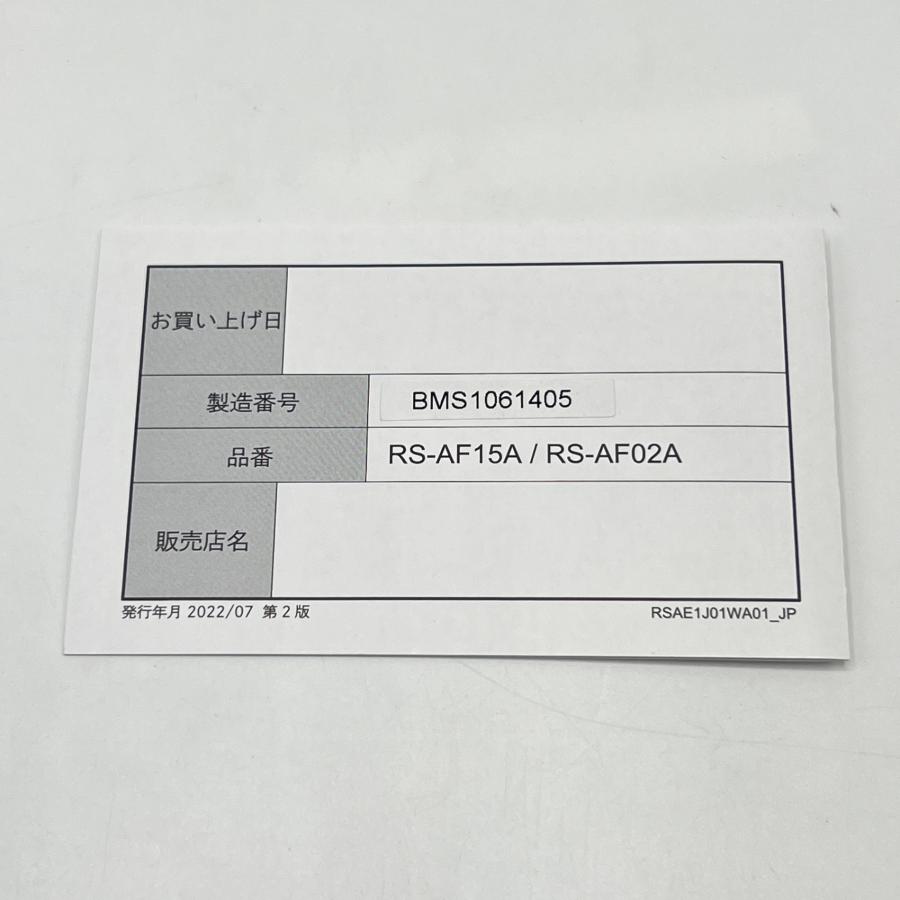 お買い上げ日
製造番号 BMS1061405
品番 RS-AF15A / RS-AF02A
販売店名
発行年月 2022/07 第2版 RSAE1J01WA01_JP